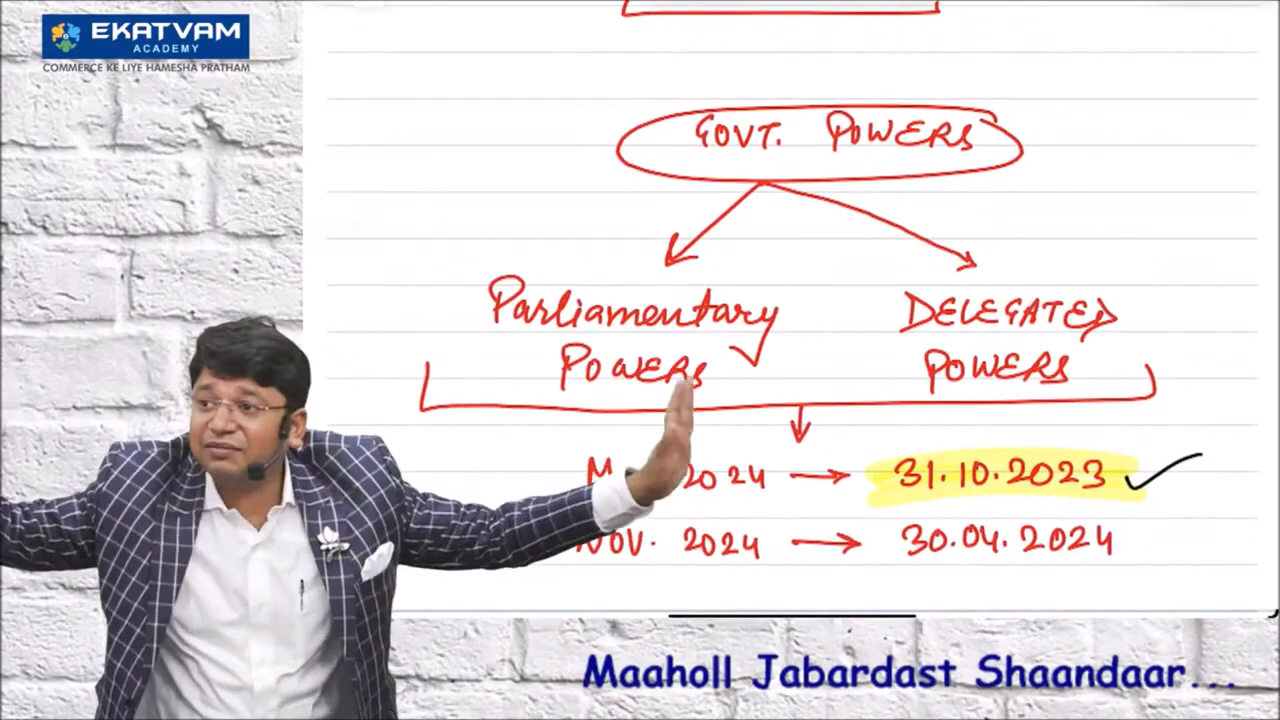 EKATVAM
ACADEMY
COMMERCE KE LIYE HAMESHA PRATHAM
GOVT. POWERS
Parliamentary DELEGATED
POWERS POWERS
2024 → 31.10.2023
NOV. 2024 → 30.04.2024
Maaholl Jabardast Shaandaar...